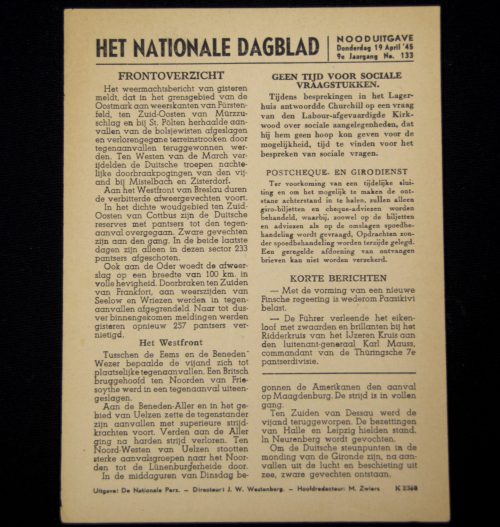 HET NATIONALE DAGBLAD
NOODUITGAVE
Donderdag 19 April '45
9e Jaargang No. 133
FRONTOVERZICHT
Het weermachtsbericht van gisteren
meldt, dat in het grensgebied van de
Oostmark aan weerskanten van Fürsten-
feld, ten Zuid-Oosten van Mürzzu-
schlag en bij St. Pölten herhaalde aan-
vallen van de bolsjewisten afgeslagen
en verlorengegane terreinstrooken door
tegenaanvallen teruggewonnen wer-
den. Ten Westen van de March ver-
ijdelden de Duitsche troepen nachte-
lijke doorbraakpogingen van den vij-
and bij Mistelbach en Zisterdorf.
Aan het Westfront van Breslau duren
de verbitterde afweergevechten voort.
In het dichte woudgebied ten Zuid-
Oosten van Cottbus zijn de Duitsche
reserves met pantsers tot den tegen-
aanval overgegaan. Zware gevechten
zijn aan den gang. In de beide laatste
dagen zijn alleen in dezen sector 233
pantsers afgeschoten.
Ook aan de Oder woedt de afweer-
slag op een breedte van 100 km. in
volle hevigheid. Doorbraken ten Zuiden
van Frankfort, aan weerszijden van
Seelow en Wriezen werden in tegen-
aanvallen afgegrendeld. Naar tot dus-
ver binnengekomen meldingen werden
gisteren opnieuw 257 pantsers ver-
nietigd.
Het Westfront
Tusschen de Eems en de Beneden-
Wezer bepaalde de vijand zich tot
plaatselijke tegenaanvallen. Een Britsch
bruggehoofd ten Noorden van Frie-
soythe werd in een tegenaanval uiteen-
geslagen.
Aan de Beneden-Aller en in het ge-
bied van Uelzen zette de tegenstander
zijn aanvallen met superieure strijd-
krachten voort. Verden aan de Aller
ging na harden strijd verloren. Ten
Noord-Westen van Uelzen stootten
sterke aanvalsgroepen naar het Noor-
den tot de Lünenburgerheide door.
In de middaguren van Dinsdag be-
GEEN TIJD VOOR SOCIALE
VRAAGSTUKKEN.
Tijdens besprekingen in het Lager-
huis antwoordde Churchill op een vraag
van den Labour-afgevaardigde Kirk-
wood over sociale aangelegenheden, dat
hij hem geen hoop kon geven voor de
mogelijkheid, tijd te vinden voor het
bespreken van sociale vragen.
POSTCHEQUE- EN GIRODIENST
Ter voorkoming van een tijdelijke slui-
ting en om het mogelijk te maken de ont-
stane achterstand in te halen, zullen alleen
giro-biljetten en cheque-adviezen worden
behandeld, waarbij, zoowel op de biljetten
en adviezen als op de omslagen spoedbe-
handeling wordt gevraagd, Opdrachten zon-
der spoedbehandeling worden terzijde gelegd.
Een geregelde afdoening van ontvangen
brieven kan niet worden verzekerd.
KORTE BERICHTEN
— Met de vorming van een nieuwe
Finsche regeering is wederom Paasikivi
belast.
— De Führer verleende het eiken-
loof met zwaarden en brillanten bij het
Ridderkruis van het IJzeren Kruis aan
den luitenant-generaal Karl Mauss,
commandant van de Thüringsche 7e
pantserdivisie.
gonnen de Amerikanen den aanval
op Maagdenburg. De strijd is in vollen
gang.
Ten Zuiden van Dessau werd de
vijand teruggeworpen. De bezettingen
van Halle en Leipzig hielden stand.
In Neurenberg wordt gevochten.
Om de Duitsche steunpunten in de
monding van de Gironde zijn, na aan-
vallen uit de lucht en beschieting uit
zee, zware gevechten ontstaan.
Uitgave: De Nationale Pers. — Directeur: J. W. Westenberg. — Hoofdredacteur: M. Zwiers K 2368